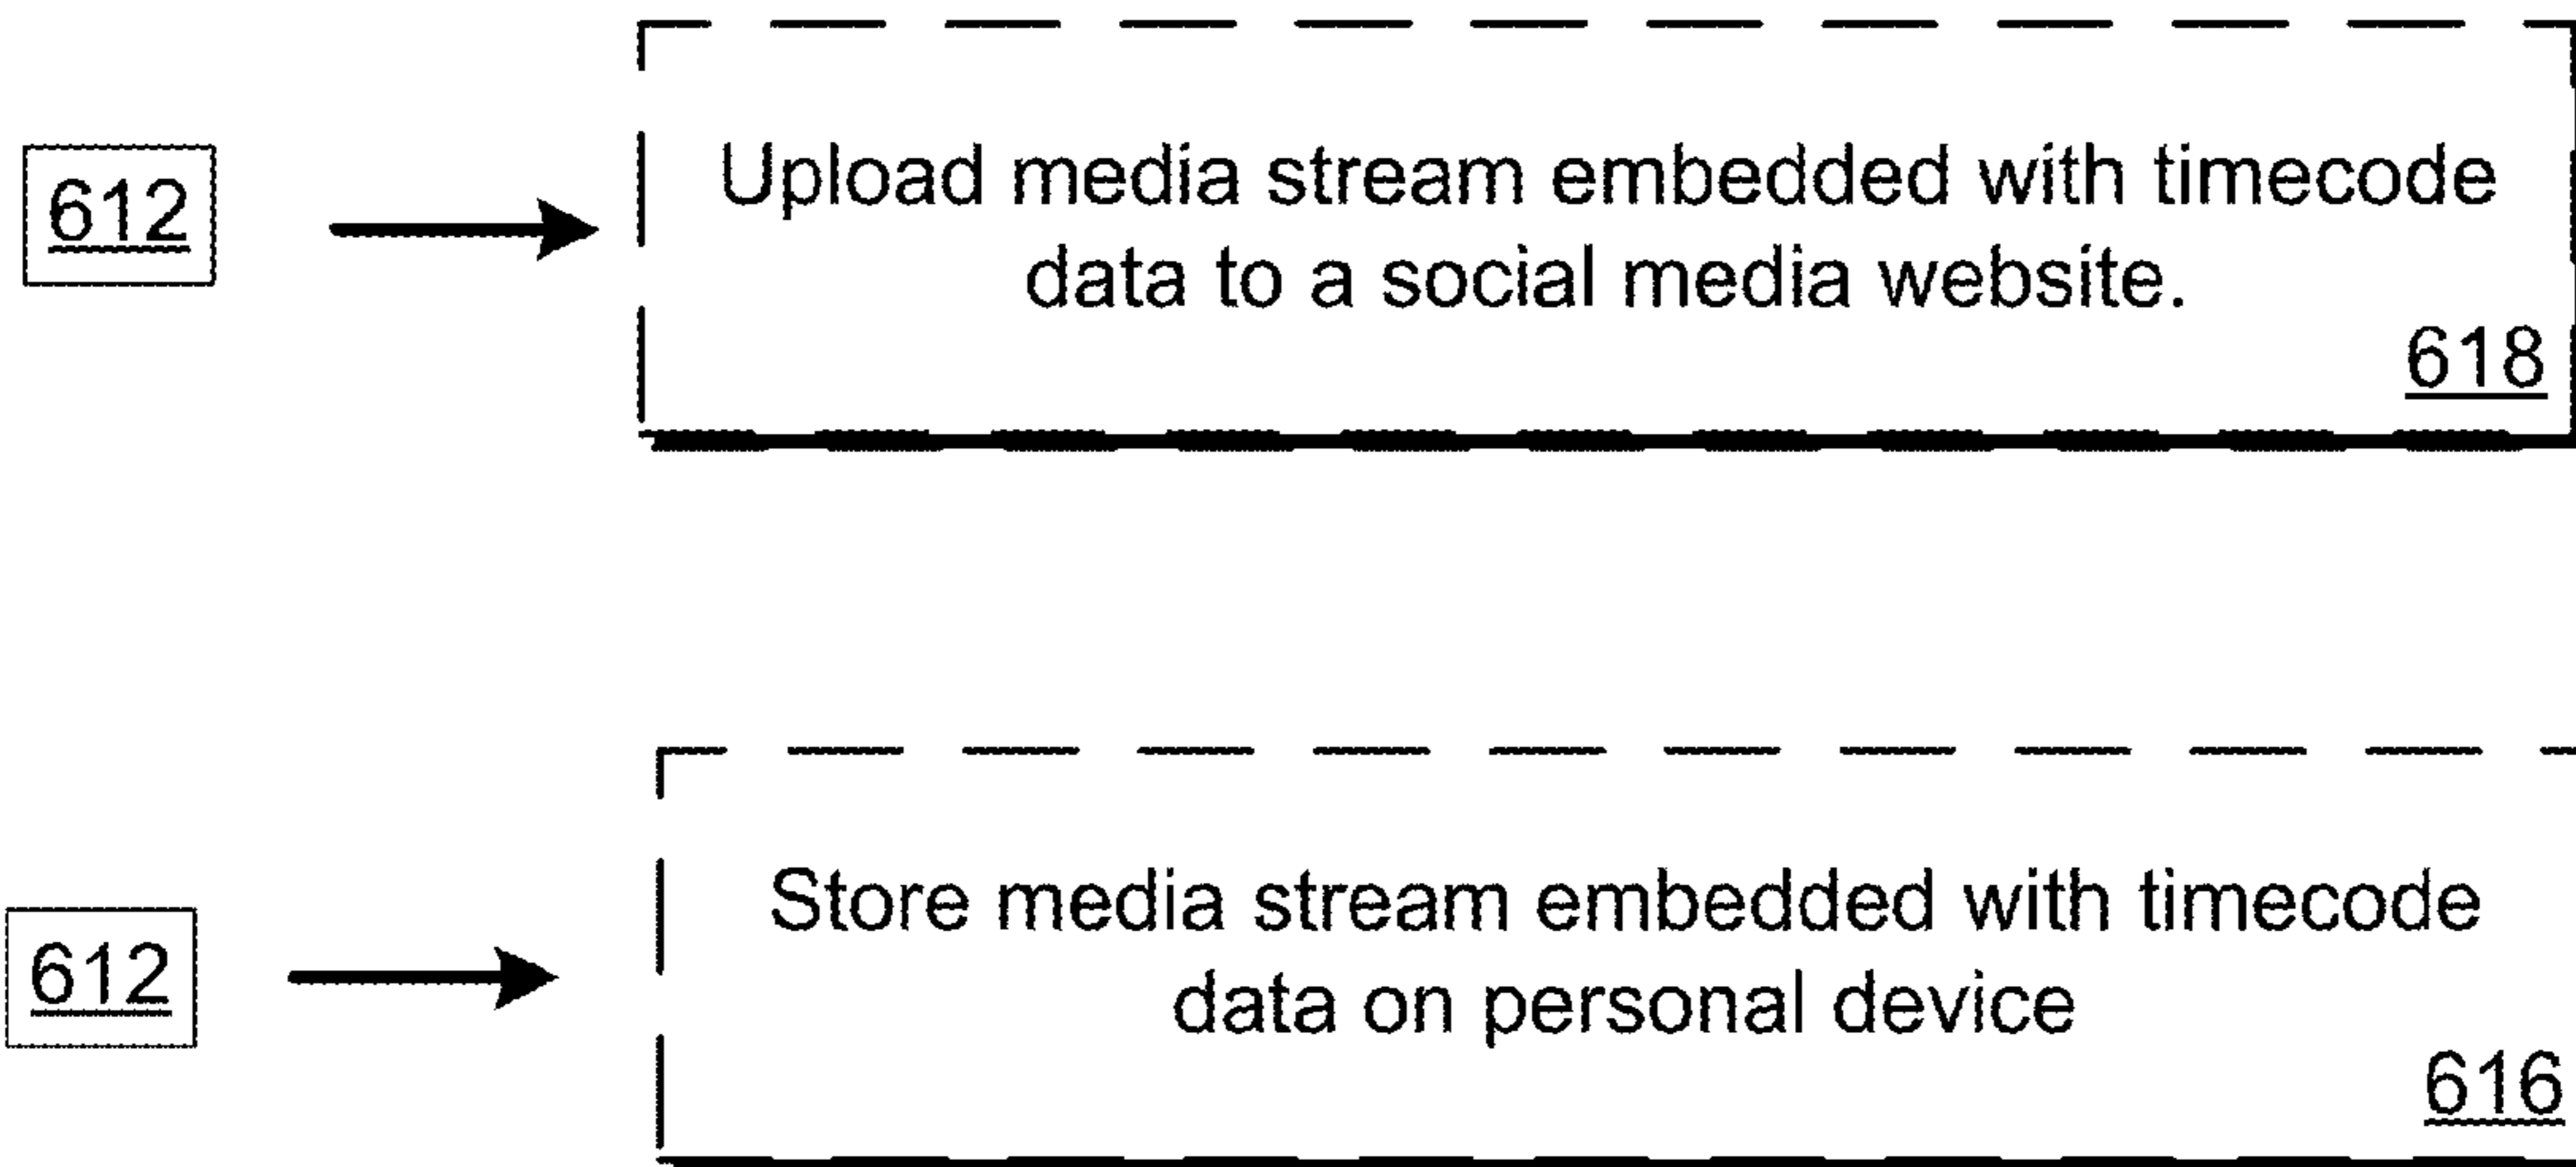 612
Upload media stream embedded with timecode
data to a social media website.
618
612
Store media stream embedded with timecode
data on personal device
616